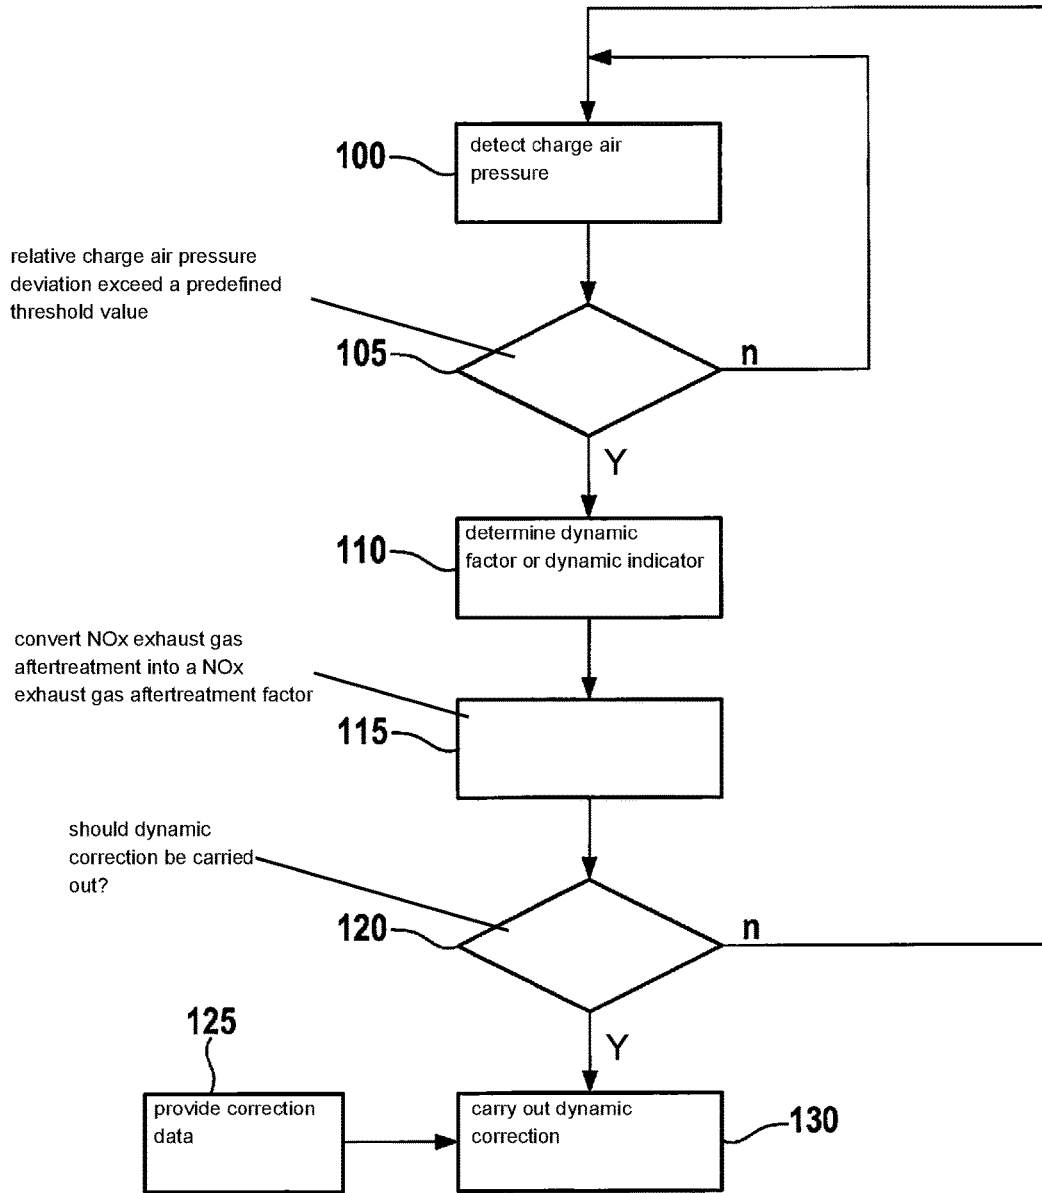 detect charge air
pressure
100
relative charge air pressure
deviation exceed a predefined
threshold value
105
n
Y
determine dynamic
factor or dynamic indicator
110
convert NOx exhaust gas
aftertreatment into a NOx
exhaust gas aftertreatment factor
115
should dynamic
correction be carried
out?
120
n
Y
125
provide correction
data
carry out dynamic
correction
130